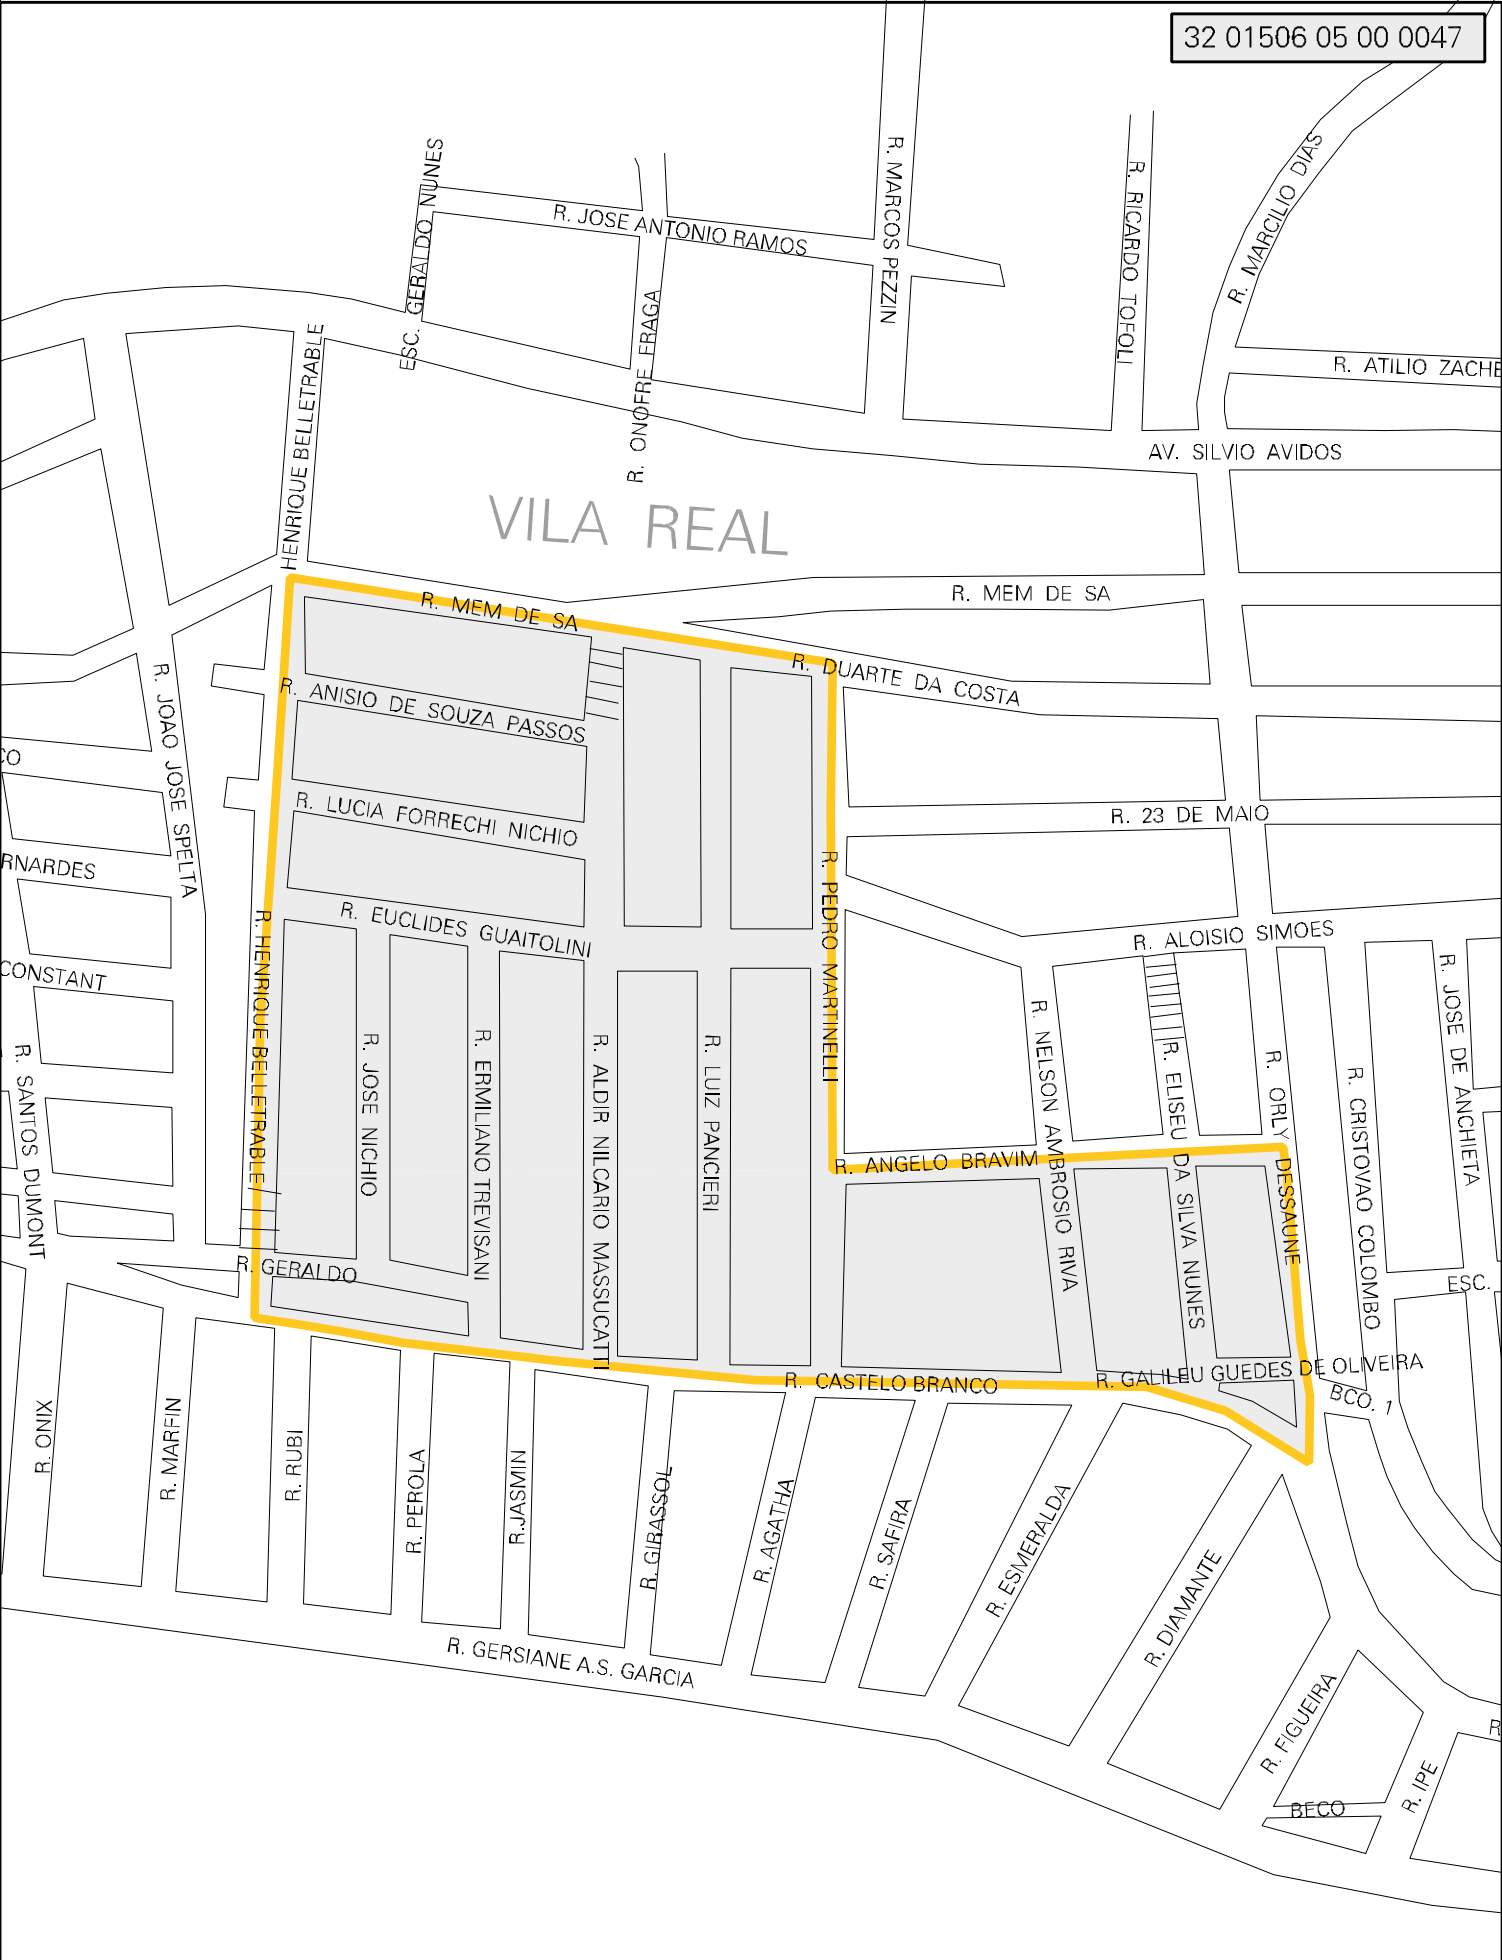 32 01506 05 00 0047
ESC. GERALDO NUNES
R. JOSE ANTONIO RAMOS
R. MARCOS PEZZIN
R. RICARDO TOFOLI
R. MARCILIO DIAS
R. ONOFRE FRAGA
R. ATILIO ZACHE
HENRIQUE BELLETRABLE
AV. SILVIO AVIDOS
VILA REAL
R. MEM DE SA
R. MEM DE SA
R. DUARTE DA COSTA
R. JOAO JOSE SPELTA
R. ANISIO DE SOUZA PASSOS
CO
R. LUCIA FORRECHI NICHIO
R. 23 DE MAIO
RNARDES
R. PEDRO MARTINELLI
R. EUCLIDES GUAITOLINI
R. HENRIQUE BELLETRABLE
R. ALOISIO SIMOES
CONSTANT
R. JOSE DE ANCHIETA
R. NELSON AMBROSIO RIVA
R. SANTOS DUMONT
R. JOSE NICHIO
R. ERMILIANO TREVISANI
R. ALDIR NILCARIO MASSUCATTI
R. LUIZ PANCIERI
R. ELISEU DA SILVA NUNES
R. ORLY DESSAUNE
R. CRISTOVAO COLOMBO
R. ANGELO BRAVIM
R. GERALDO
ESC.
R. GALILEU GUEDES DE OLIVEIRA
R. CASTELO BRANCO
BCO. 1
R. ONIX
R. MARFIN
R. RUBI
R. PEROLA
R.JASMIN
R. GIRASSOL
R. AGATHA
R. SAFIRA
R. ESMERALDA
R. DIAMANTE
R. GERSIANE A.S. GARCIA
R. FIGUEIRA
R. IPE
R
BECO